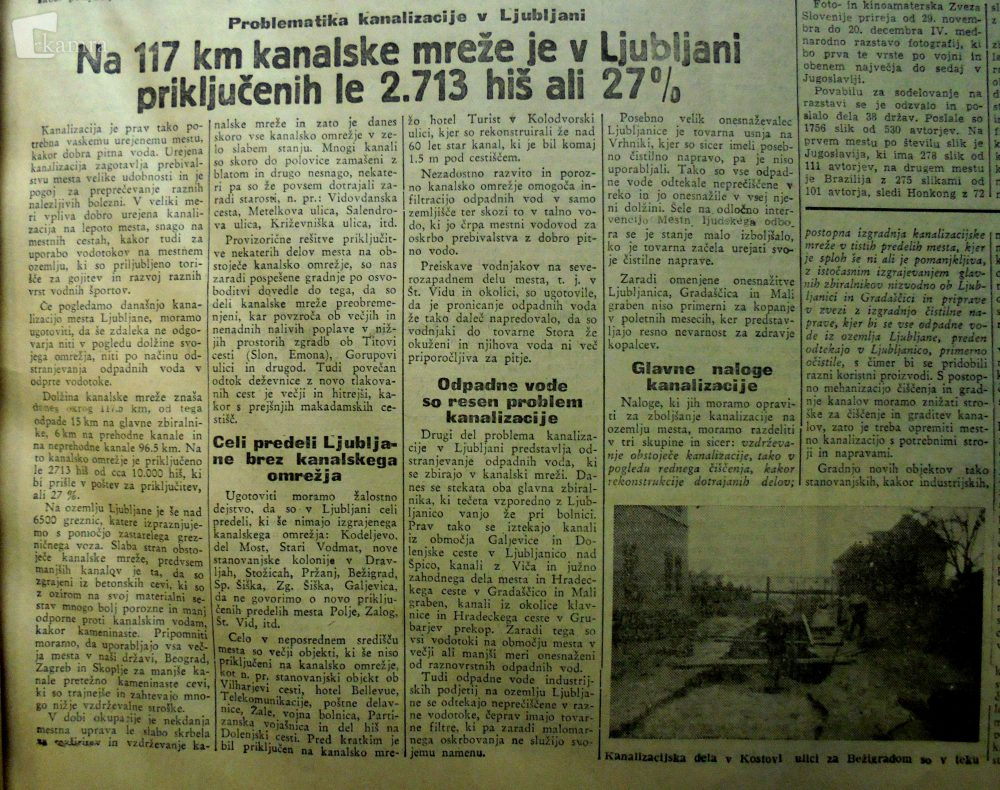 kamra
Problematika kanalizacije v Ljubljani
Na 117 km kanalske mreže je v Ljubljani
priključenih le 2.713 hiš ali 27%
Kanalizacija je prav tako po-
trebna vsakemu urejenemu mestu,
kakor dobra pitna voda. Urejena
kanalizacija zagotavlja prebival-
stvu mesta velike udobnosti in je
pogoj za preprečevanje raznih
nalezljivih bolezni. V veliki meri
vpliva dobro urejena kanali-
zacija na lepoto mesta, snago na
mestnih cestah, kakor tudi za
uporabo vodotokov na mestnem
ozemlju, ki so priljubljeno tori-
šče za gojitev in razvoj raznih
vrst vodnih športov.
Če pogledamo današnjo kana-
lizacijo mesta Ljubljane, moramo
ugotoviti, da še zdaleka ne odgo-
varja niti v pogledu dolžine svo-
jega omrežja, niti po načinu od-
stranjevanja odpadnih voda v
odprte vodotoke.
Dolžina kanalske mreže znaša
danes okrog 117.5 km, od tega
odpade 15 km na glavne zbiralni-
ke, 6 km na prehodne kanale in
na neprehodne kanale 96.5 km. Na
to kanalsko omrežje je priključeno
le 2713 hiš od cca 10.000 hiš, ki
bi prišle v poštev za priključitev,
ali 27 %.
Na ozemlju Ljubljane je še nad
6500 greznic, katere izpraznjuje-
mo s pomočjo zastarelega grez-
ničnega voza. Slaba stran obsto-
ječe kanalske mreže, predvsem
manjših kanalov je ta, da so
zgrajeni iz betonskih cevi, ki so
z ozirom na svoj materialni se-
stav mnogo bolj porozne in manj
odporne proti kanalskim vodam,
kakor kameninaste. Pripomniti
moramo, da uporabljajo vsa več-
ja mesta v naši državi, Beograd,
Zagreb in Skoplje za manjše ka-
nale pretežno kameninaste cevi,
ki so trajnejše in zahtevajo mno-
go nižje vzdrževalne stroške.
V dobi okupacije je nekdanja
mestna uprava le slabo skrbela
za graditev in vzdrževanje ka-
nalske mreže in zato je danes
skoro vse kanalsko omrežje v ze-
lo slabem stanju. Mnogi kanali
so skoro do polovice zamašeni z
blatom in drugo nesnago, nekate-
ri pa so že povsem dotrajali za-
radi starosti, n. pr.: Vidovdanska
cesta, Metelkova ulica, Salendro-
va ulica, Križevniška ulica, itd.
Provizorične rešitve priključit-
ve nekaterih delov mesta na ob-
stoječe kanalsko omrežje, so nas
zaradi pospešene gradnje po osvo-
boditvi dovedle do tega, da so
deli kanalske mreže preobreme-
njeni, kar povzroča ob večjih in
nenadnih nalivih poplave v niž-
jih prostorih zgradb ob Titovi
cesti (Slon, Emona), Gorupovi
ulici in drugod. Tudi povečan
odtok deževnice z novo tlakova-
nih cest je večji in hitrejši, ka-
kor s prejšnjih makadamskih ce-
stišč.
Celi predeli Ljublja-
ne brez kanalskega
omrežja
Ugotoviti moramo žalostno
dejstvo, da so v Ljubljani celi
predeli, ki še nimajo izgrajenega
kanalskega omrežja: Kodeljevo,
del Most, Stari Vodmat, nove
stanovanjske kolonije v Drav-
ljah, Stožicah, Pržanj, Bežigrad,
Sp. Šiška, Zg. Šiška, Galjevica,
da ne govorimo o novo priklju-
čenih predelih mesta Polje, Zalog,
Št. Vid, itd.
Celo v neposrednem središču
mesta so večji objekti, ki še niso
priključeni na kanalsko omrežje,
kot n. pr. stanovanjski objekt ob
Vilharjevi cesti, hotel Bellevue,
Telekomunikacije, poštne delav-
nice, Žale, vojna bolnica, Parti-
zanska vojašnica in del hiš na
Dolenjski cesti. Pred kratkim je
bil priključen na kanalsko mre-
žo hotel Turist v Kolodvorski
ulici, kjer so rekonstruirali že nad
60 let star kanal, ki je bil komaj
1.5 m pod cestiščem.
Nezadostno razvito in porozno
kanalsko omrežje omogoča in-
filtracijo odpadnih vod v samo
zemljišče ter skozi to v talno vo-
do, ki jo črpa mestni vodovod za
oskrbo prebivalstva z dobro pit-
no vodo.
Preiskave vodnjakov na seve-
rozapadnem delu mesta, t. j. v
Št. Vidu in okolici, so ugotovile,
da je pronicanje odpadnih voda
že tako daleč napredovalo, da so
vodnjaki do tovarne Štora že
okuženi in njihova voda ni več
priporočljiva za pitje.
Odpadne vode
so resen problem
kanalizacije
Drugi del problema kanaliza-
cije v Ljubljani predstavlja od-
stranjevanje odpadnih voda, ki
se zbirajo v kanalski mreži. Da-
nes se stekata oba glavna zbiral-
nika, ki tečeta vzporedno z Ljub-
ljanico vanjo že pri bolnici.
Prav tako se iztekajo kanali
iz območja Galjevice in Do-
lenjske ceste v Ljubljanico nad
Špico, kanali z Viča in južno
zahodnega dela mesta in Hradec-
kega ceste v Gradaščico in Mali
graben, kanali iz okolice klav-
nice in Hradeckega ceste v Gru-
barjev prekop. Zaradi tega so
vsi vodotoki na območju mesta v
večji ali manjši meri onesnaženi
od raznovrstnih odpadnih vod.
Tudi odpadne vode industrij-
skih podjetij na ozemlju Ljublja-
ne se odtekajo neprečiščene v raz-
ne vodotoke, čeprav imajo tovar-
ne filtre, ki pa zaradi malomar-
nega oskrbovanja ne služijo svo-
jemu namenu.
Posebno velik onesnaževalec
Ljubljanice je tovarna usnja na
Vrhniki, kjer so sicer imeli poseb-
no čistilno napravo, pa je niso
uporabljali. Tako so vse odpad-
ne vode odtekale neprečiščene v
reko in jo onesnažile v vsej nje-
ni dolžini. Šele na odločno inter-
vencijo Mestn. ljudskega odbo-
ra se je stanje malo izboljšalo,
ko je tovarna začela urejati svo-
je čistilne naprave.
Zaradi omenjene onesnažitve
Ljubljanica, Gradaščica in Mali
graben niso primerni za kopanje
v poletnih mesecih, ker predstav-
ljajo resno nevarnost za zdravje
kopalcev.
Glavne naloge
kanalizacije
Naloge, ki jih moramo opravi-
ti za zboljšanje kanalizacije na
ozemlju mesta, moramo razdeliti
v tri skupine in sicer: vzdrževa-
nje obstoječe kanalizacije, tako v
pogledu rednega čiščenja, kakor
rekonstrukcije dotrajanih delov;
postopna izgradnja kanalizacijske
mreže v tistih predelih mesta, kjer
je sploh še ni ali je pomanjkljiva,
z istočasnim izgrajevanjem glav-
nih zbiralnikov nizvodno ob Ljub-
ljanici in Gradaščici in priprave
v zvezi z izgradnjo čistilne na-
prave, kjer bi se vse odpadne vo-
de iz ozemlja Ljubljane, preden
odtekajo v Ljubljanico, primerno
očistile, s čimer bi se pridobili
razni koristni proizvodi. S postop-
no mehanizacijo čiščenja in gradnje
kanalov moramo znižati stro-
ške za čiščenje in graditev kana-
lov, zato je treba opremiti mest-
no kanalizacijo s potrebnimi stroji
in napravami.
Gradnjo novih objektov tako
stanovanjskih, kakor industrijskih,
Kanalizacijska dela v Kostovi ulici za Bežigradom so v teku
Foto- in kinoamaterska Zveza
Slovenije prireja od 29. novem-
bra do 20. decembra IV. med-
narodno razstavo fotografij, ki
bo prva te vrste po vojni in
obenem največja do sedaj v
Jugoslaviji.
Povabilu za sodelovanje na
razstavi se je odzvalo in po-
slalo dela 38 držav. Poslale so
1756 slik od 530 avtorjev. Na
prvem mestu po številu slik je
Jugoslavija, ki ima 278 slik od
111 avtorjev, na drugem mestu
je Brazilija z 275 slikami od
101 avtorja, sledi Honkong z 72